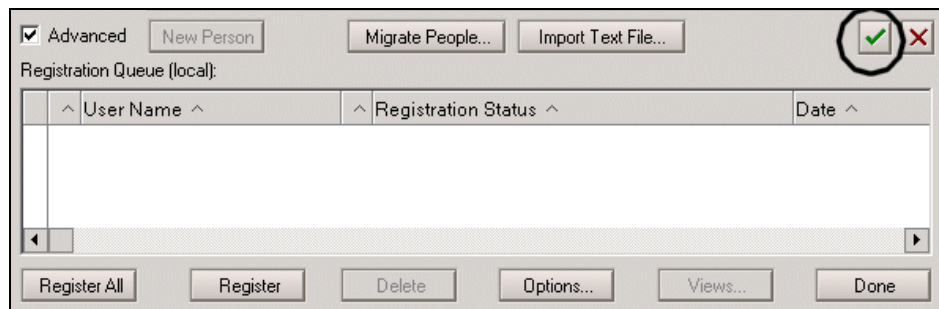 Advanced New Person Migrate People... Import Text File...
Registration Queue (local):
User Name Registration Status Date
Register All Register Delete Options... Views... Done